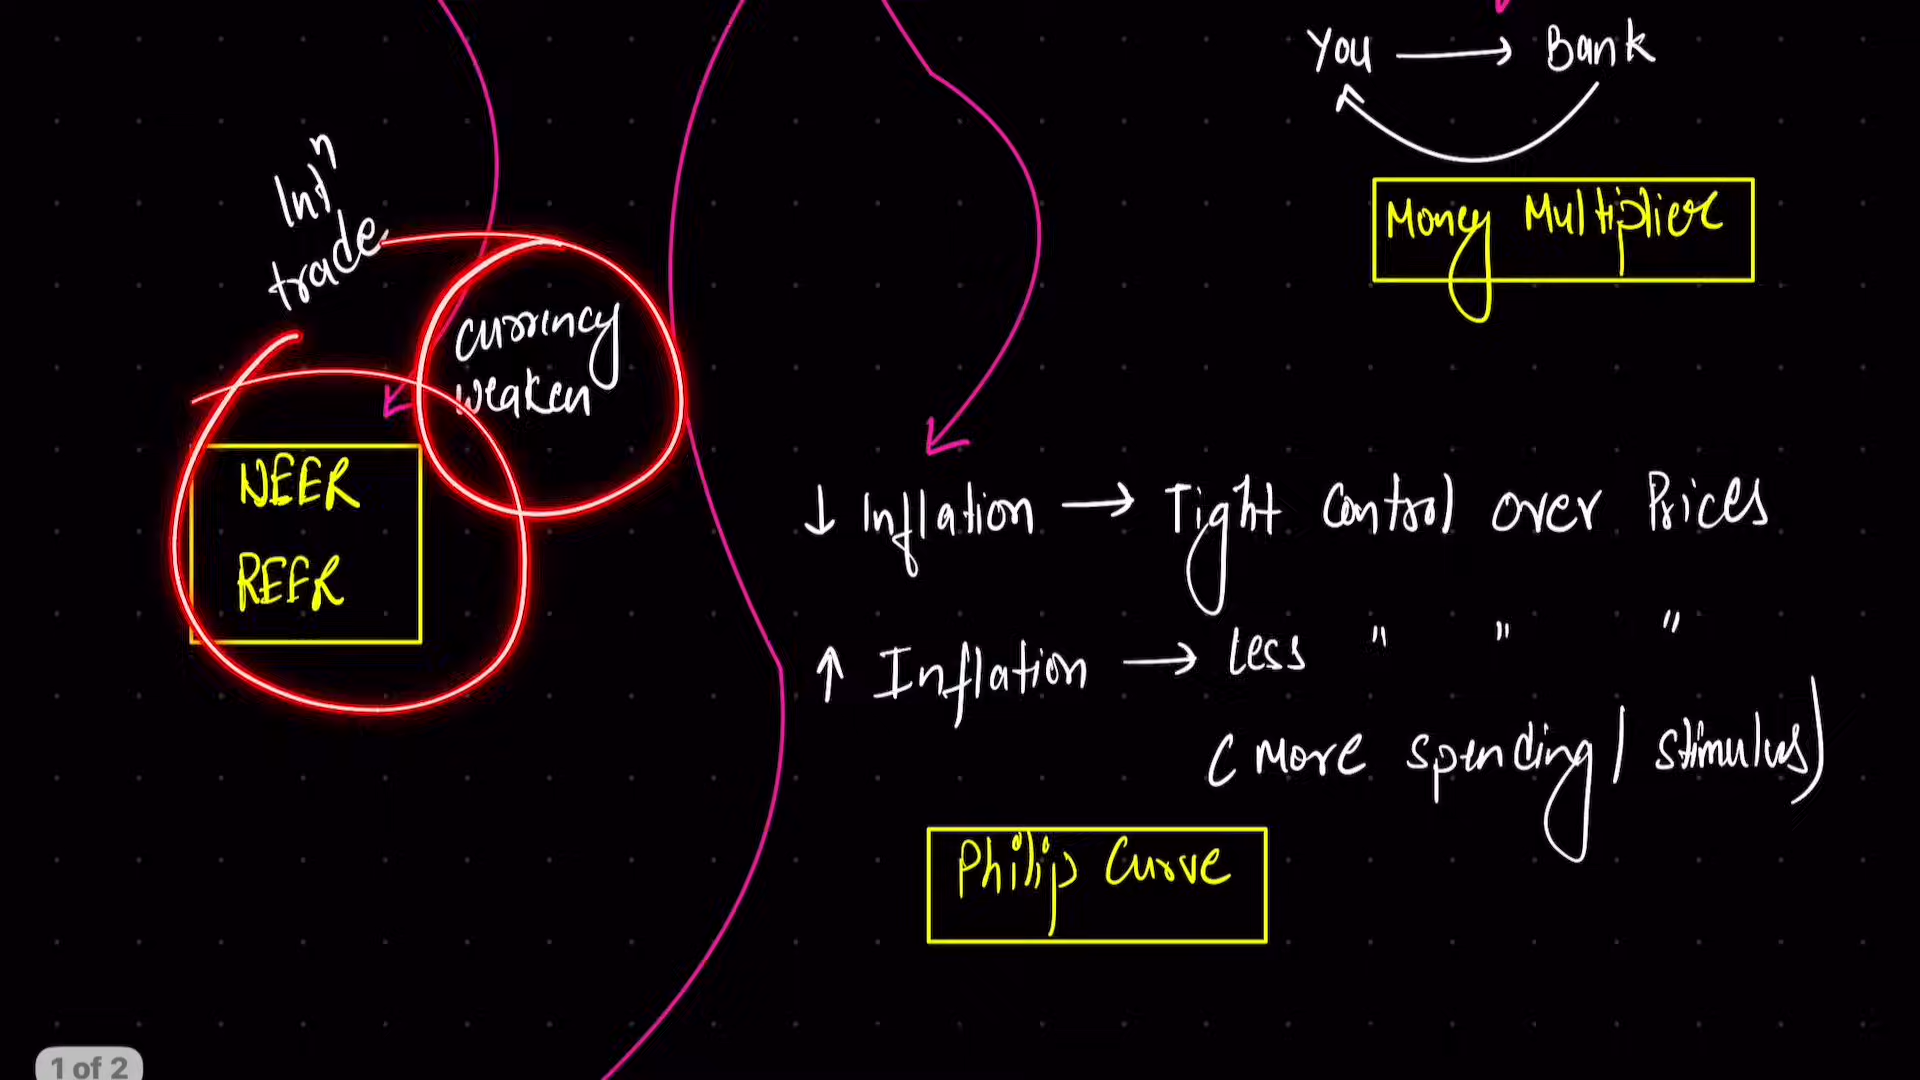 You → Bank
Money Multiplier
Intⁿ
trade
currency
weaken
NEER
REER
↓ Inflation → Tight Control over Prices
↑ Inflation → Less " " "
(More spending / stimulus)
Philip Curve
1 of 2